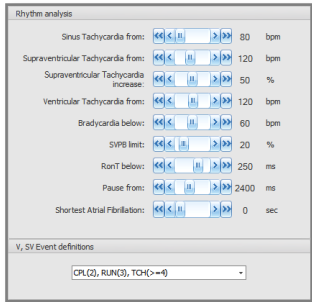 Rhythm analysis
Sinus Tachycardia from: 80 bpm
Supraventricular Tachycardia from: 120 bpm
Supraventricular Tachycardia
increase: 50 %
Ventricular Tachycardia from: 120 bpm
Bradycardia below: 60 bpm
SVPB limit: 20 %
RonT below: 250 ms
Pause from: 2400 ms
Shortest Atrial Fibrillation: 0 sec
V, SV Event definitions
CPL(2), RUN(3), TCH(>=4)